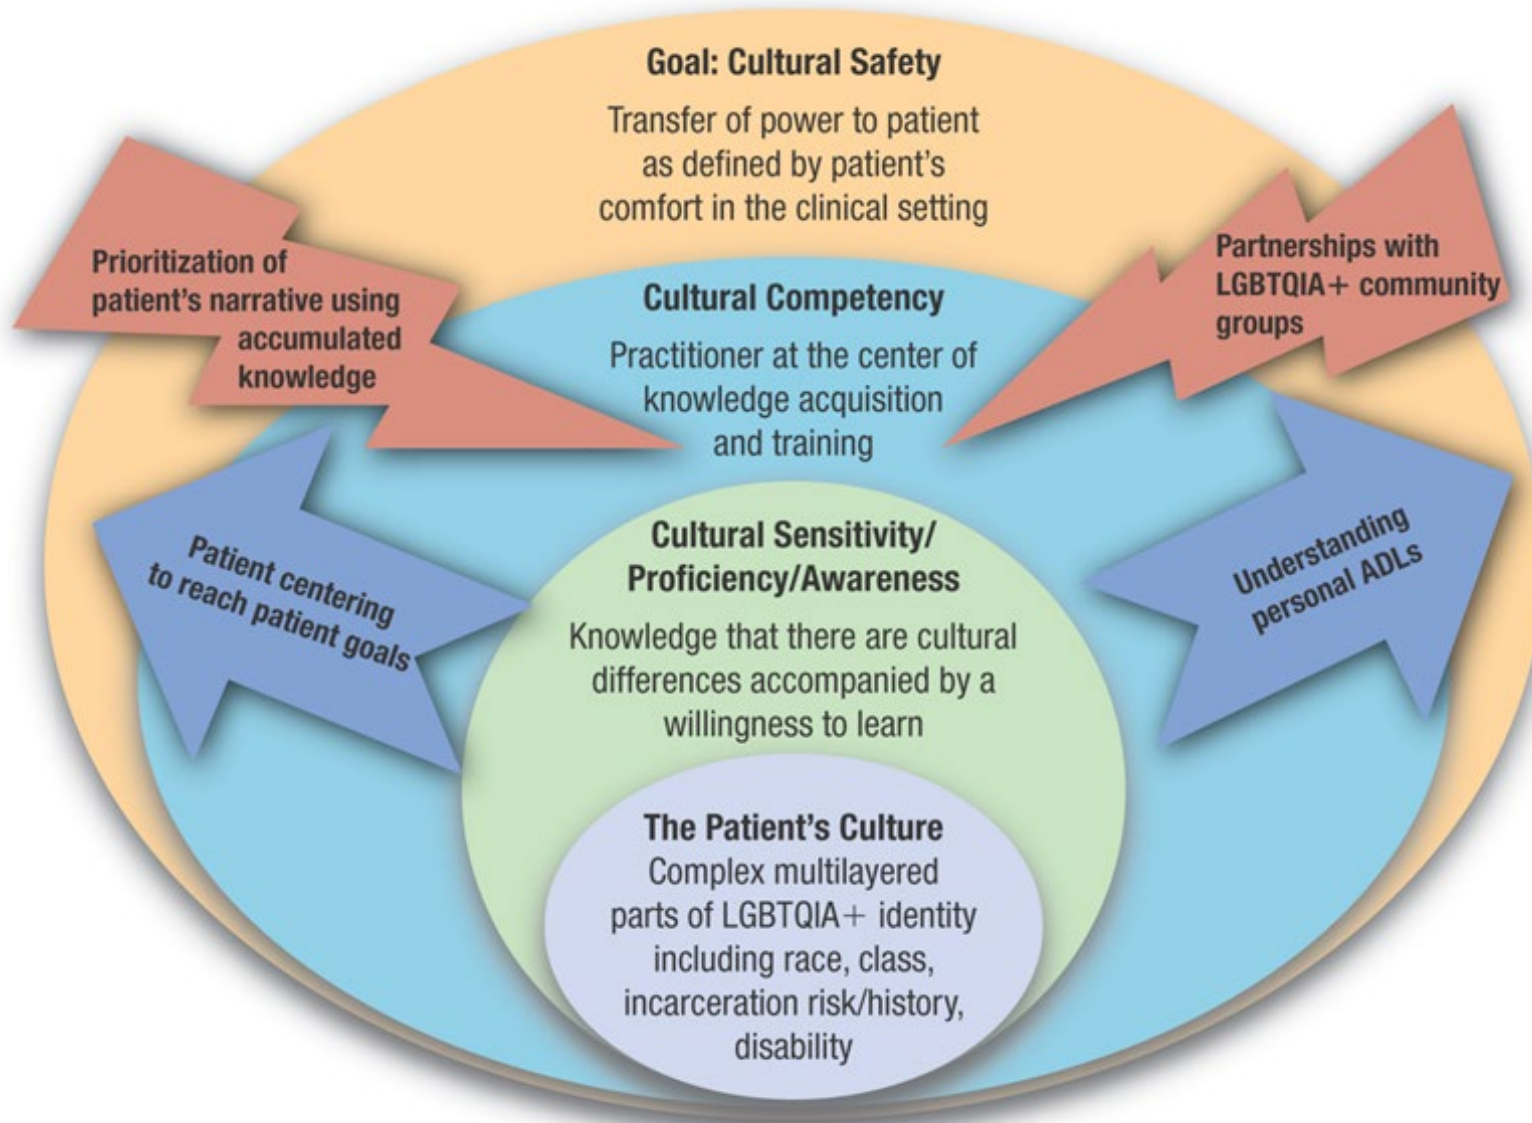 Goal: Cultural Safety
Transfer of power to patient
as defined by patient’s
comfort in the clinical setting
Prioritization of
patient’s narrative using
accumulated
knowledge
Partnerships with
LGBTQIA+ community
groups
Cultural Competency
Practitioner at the center of
knowledge acquisition
and training
Patient centering
to reach patient goals
Understanding
personal ADLs
Cultural Sensitivity/
Proficiency/Awareness
Knowledge that there are cultural
differences accompanied by a
willingness to learn
The Patient’s Culture
Complex multilayered
parts of LGBTQIA+ identity
including race, class,
incarceration risk/history,
disability